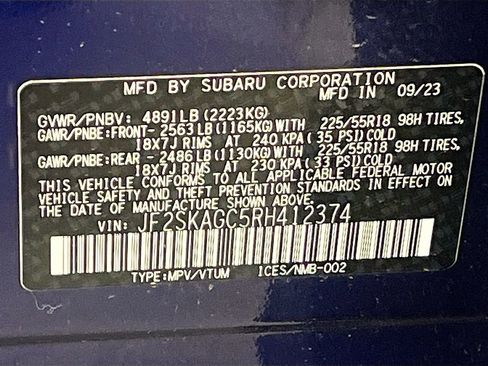 MFD BY SUBARU CORPORATION
MFD IN 09/23
GVWR/PNBV: 4891LB (2223KG)
GAWR/PNBE:FRONT-2563LB(1165KG)WITH 225/55R18 98H TIRES,
18X7J RIMS AT 240 KPA( 35 PSI)COLD
GAWR/PNBE:REAR -2486LB(1130KG)WITH 225/55R18 98H TIRES,
18X7J RIMS AT 230 KPA( 33 PSI)COLD
THIS VEHICLE CONFORMS TO ALL APPLICABLE FEDERAL MOTOR
VEHICLE SAFETY AND THEFT PREVENTION STANDARDS IN EFFECT ON
THE DATE OF MANUFACTURE SHOWN ABOVE.
VIN: JF2SKAGC5RH412374
TYPE:MPV/VTUM ICES/NMB-002